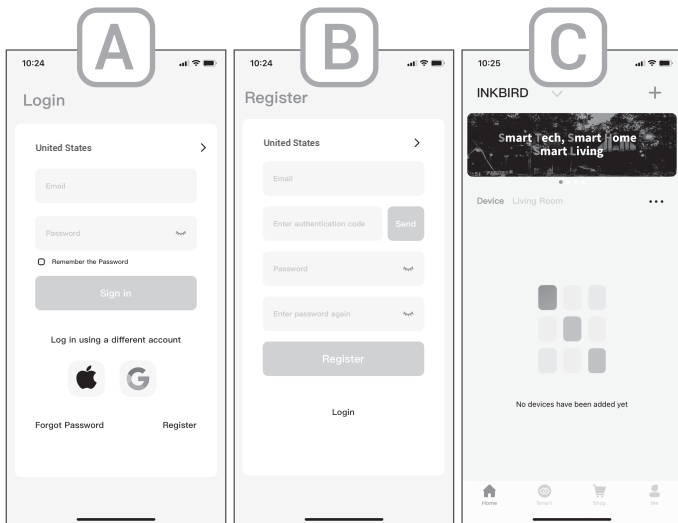 A
10:24
Login
United States
Email
Password
Remember the Password
Sign in
Log in using a different account
G
Forgot Password
Register
B
10:24
Register
United States
Email
Enter authentication code
Send
Password
Enter password again
Register
Login
C
10:25
INKBIRD
Smart Tech, Smart Home
Smart Living
Device Living Room
No devices have been added yet
Home
Smart
Shop
Me